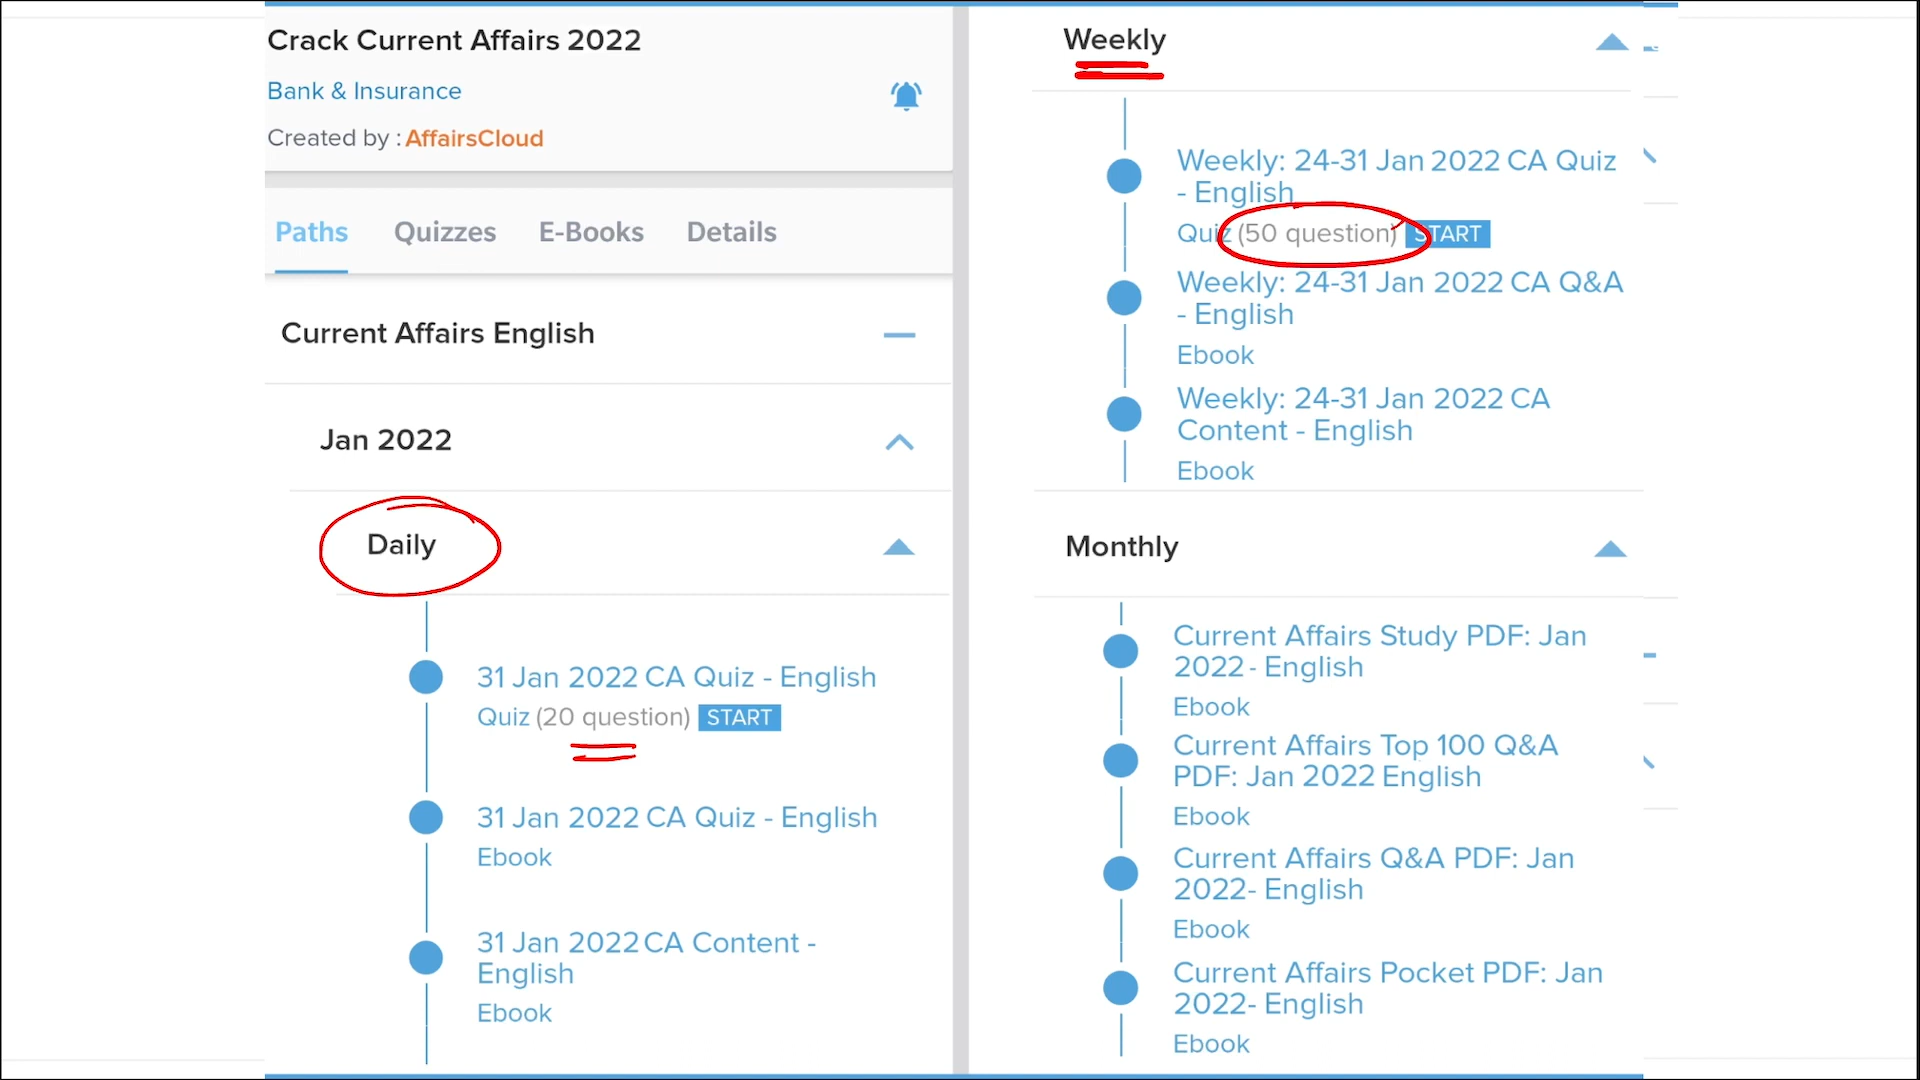 Crack Current Affairs 2022
Bank & Insurance
Created by : AffairsCloud
Paths Quizzes E-Books Details
Current Affairs English
Jan 2022
Daily
31 Jan 2022 CA Quiz - English
Quiz (20 question) START
31 Jan 2022 CA Quiz - English
Ebook
31 Jan 2022 CA Content -
English
Ebook
Weekly
Weekly: 24-31 Jan 2022 CA Quiz
- English
Quiz (50 question) START
Weekly: 24-31 Jan 2022 CA Q&A
- English
Ebook
Weekly: 24-31 Jan 2022 CA
Content - English
Ebook
Monthly
Current Affairs Study PDF: Jan
2022 - English
Ebook
Current Affairs Top 100 Q&A
PDF: Jan 2022 English
Ebook
Current Affairs Q&A PDF: Jan
2022- English
Ebook
Current Affairs Pocket PDF: Jan
2022- English
Ebook